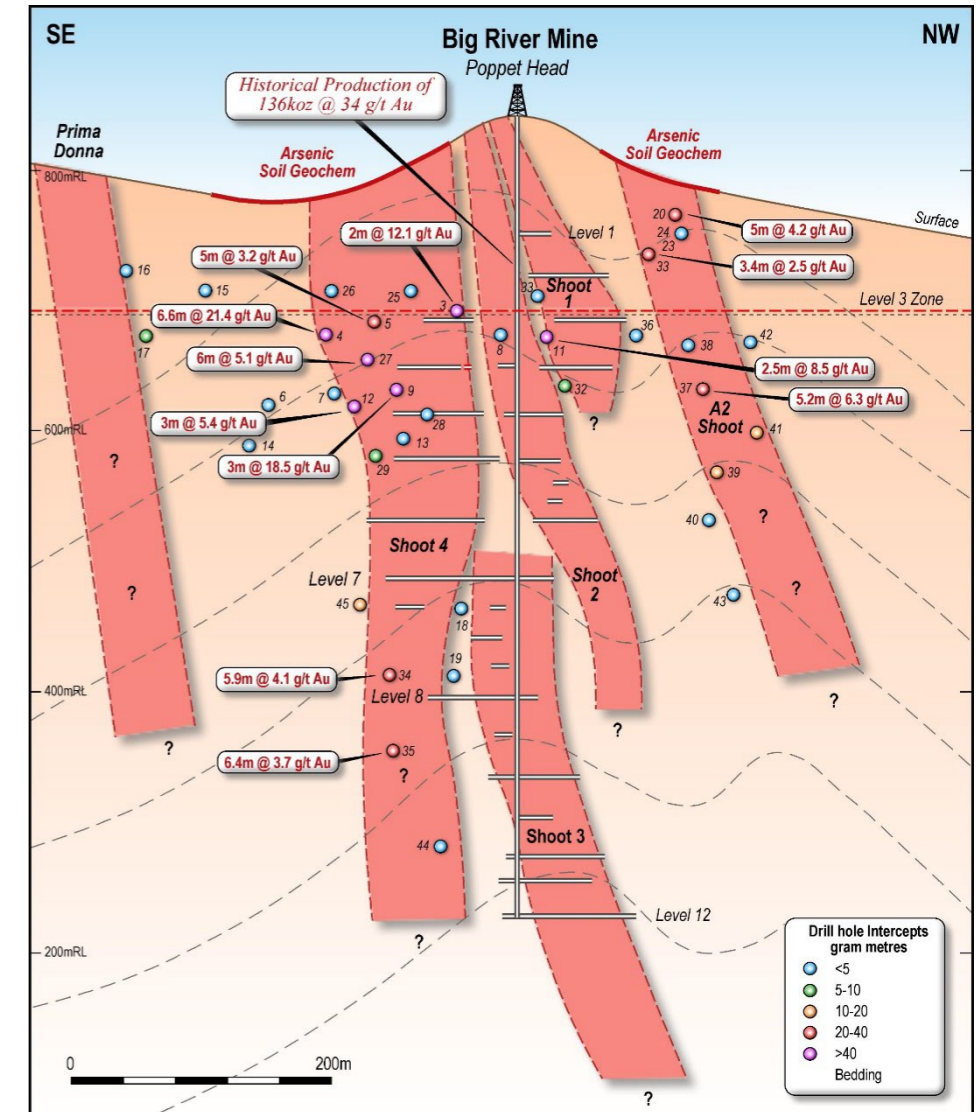 SE
Big River Mine
NW
Poppet Head
Historical Production of
136koz @ 34 g/t Au
Prima
Donna
Arsenic
Soil Geochem
Arsenic
Soil Geochem
800mRL
Surface
20
5m @ 4.2 g/t Au
24
2m @ 12.1 g/t Au
Level 1
23
5m @ 3.2 g/t Au
33
3.4m @ 2.5 g/t Au
16
15
26
25
33
Shoot
1
Level 3 Zone
6.6m @ 21.4 g/t Au
3
4
5
17
8
11
36
38
42
6m @ 5.1 g/t Au
27
2.5m @ 8.5 g/t Au
6
7
9
32
37
5.2m @ 6.3 g/t Au
12
A2
Shoot
3m @ 5.4 g/t Au
28
?
41
600mRL
14
13
3m @ 18.5 g/t Au
29
?
39
?
40
Shoot 4
Level 7
Shoot
2
?
?
45
18
43
19
5.9m @ 4.1 g/t Au
34
400mRL
Level 8
?
?
?
6.4m @ 3.7 g/t Au
35
?
44
Shoot 3
Level 12
?
200mRL
Drill hole Intercepts
gram metres
<5
5-10
10-20
20-40
>40
Bedding
0
200m
?